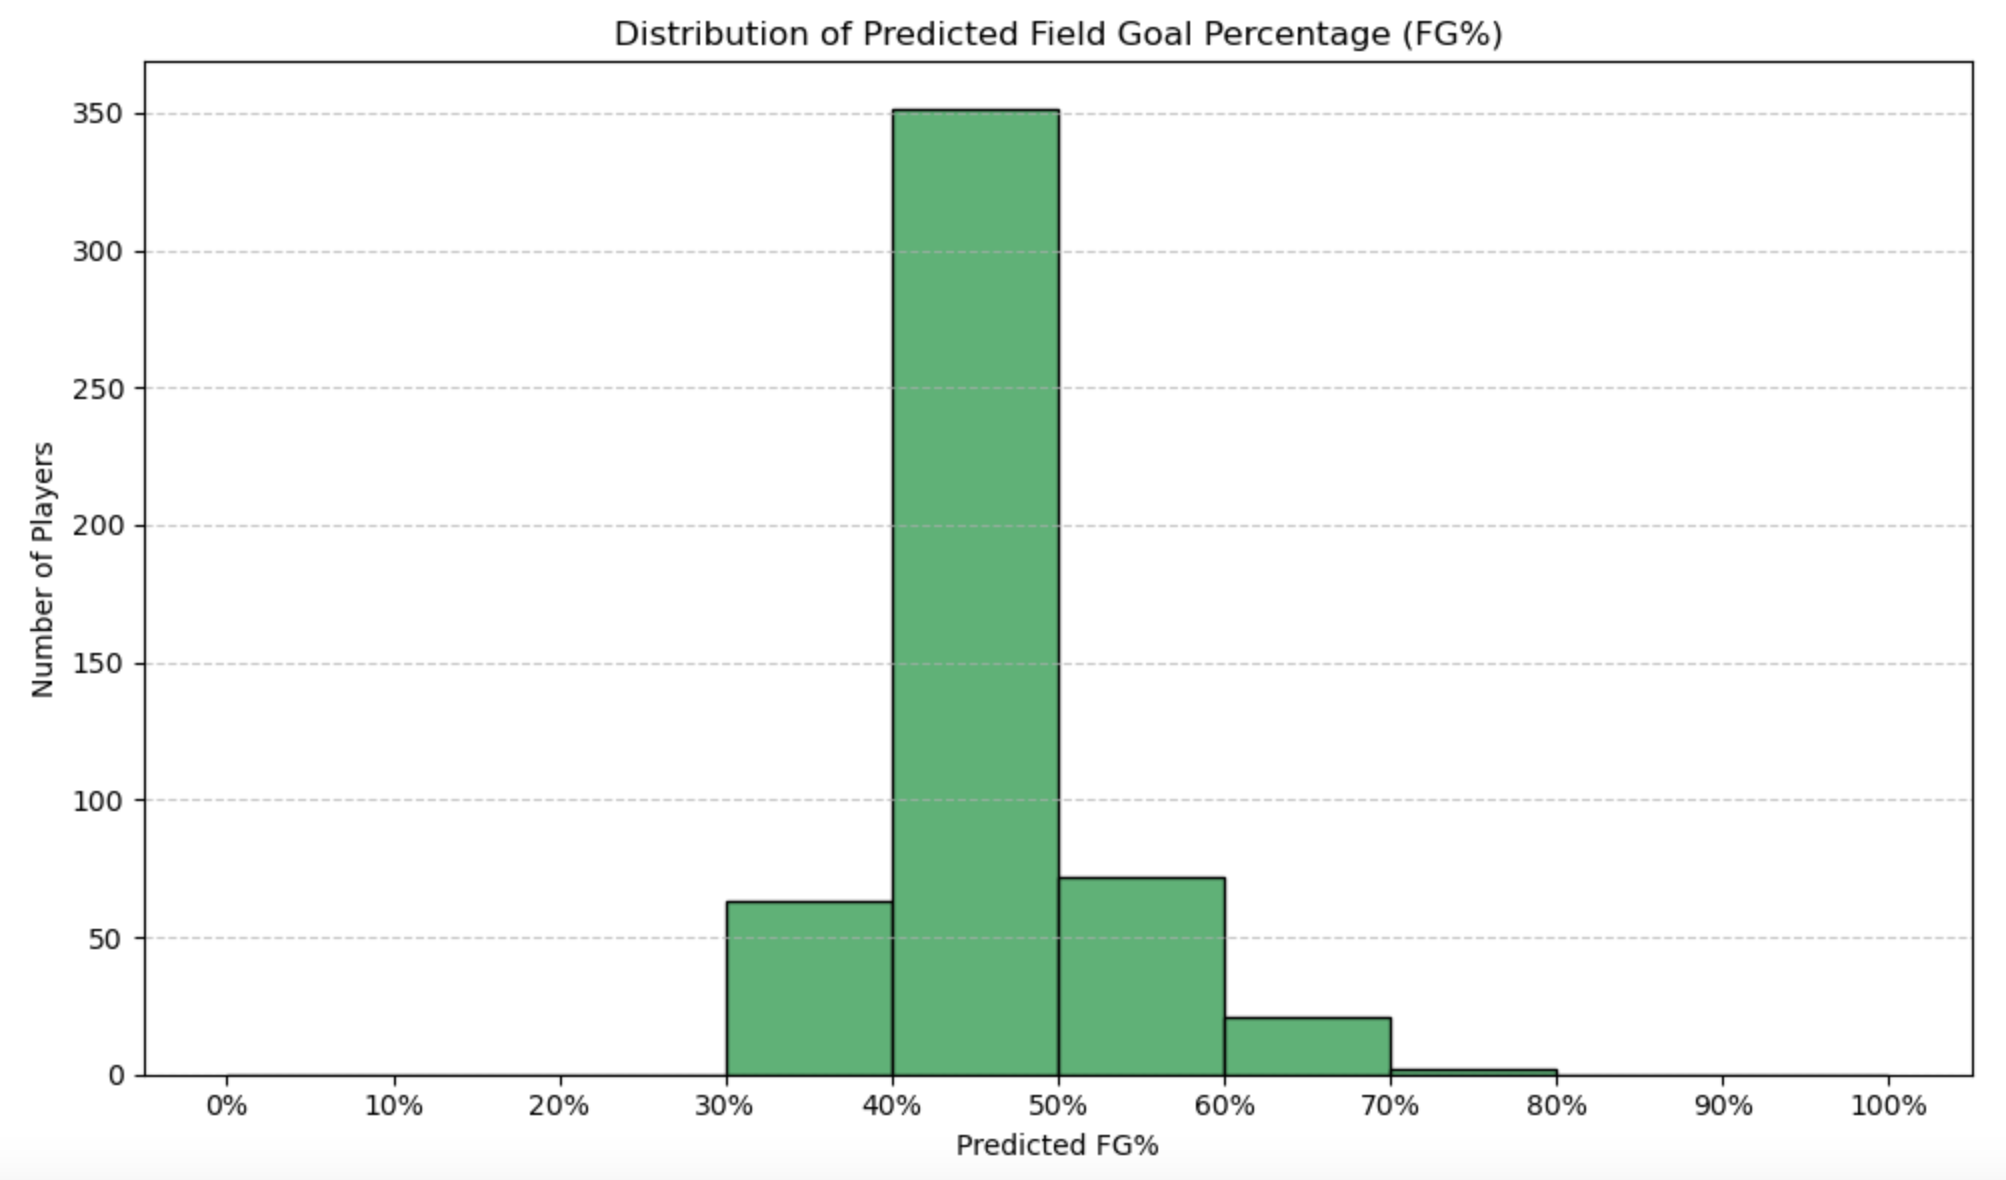 Distribution of Predicted Field Goal Percentage (FG%)
350
300
250
200
150
100
50
0
Number of Players
0% 10% 20% 30% 40% 50% 60% 70% 80% 90% 100%
Predicted FG%